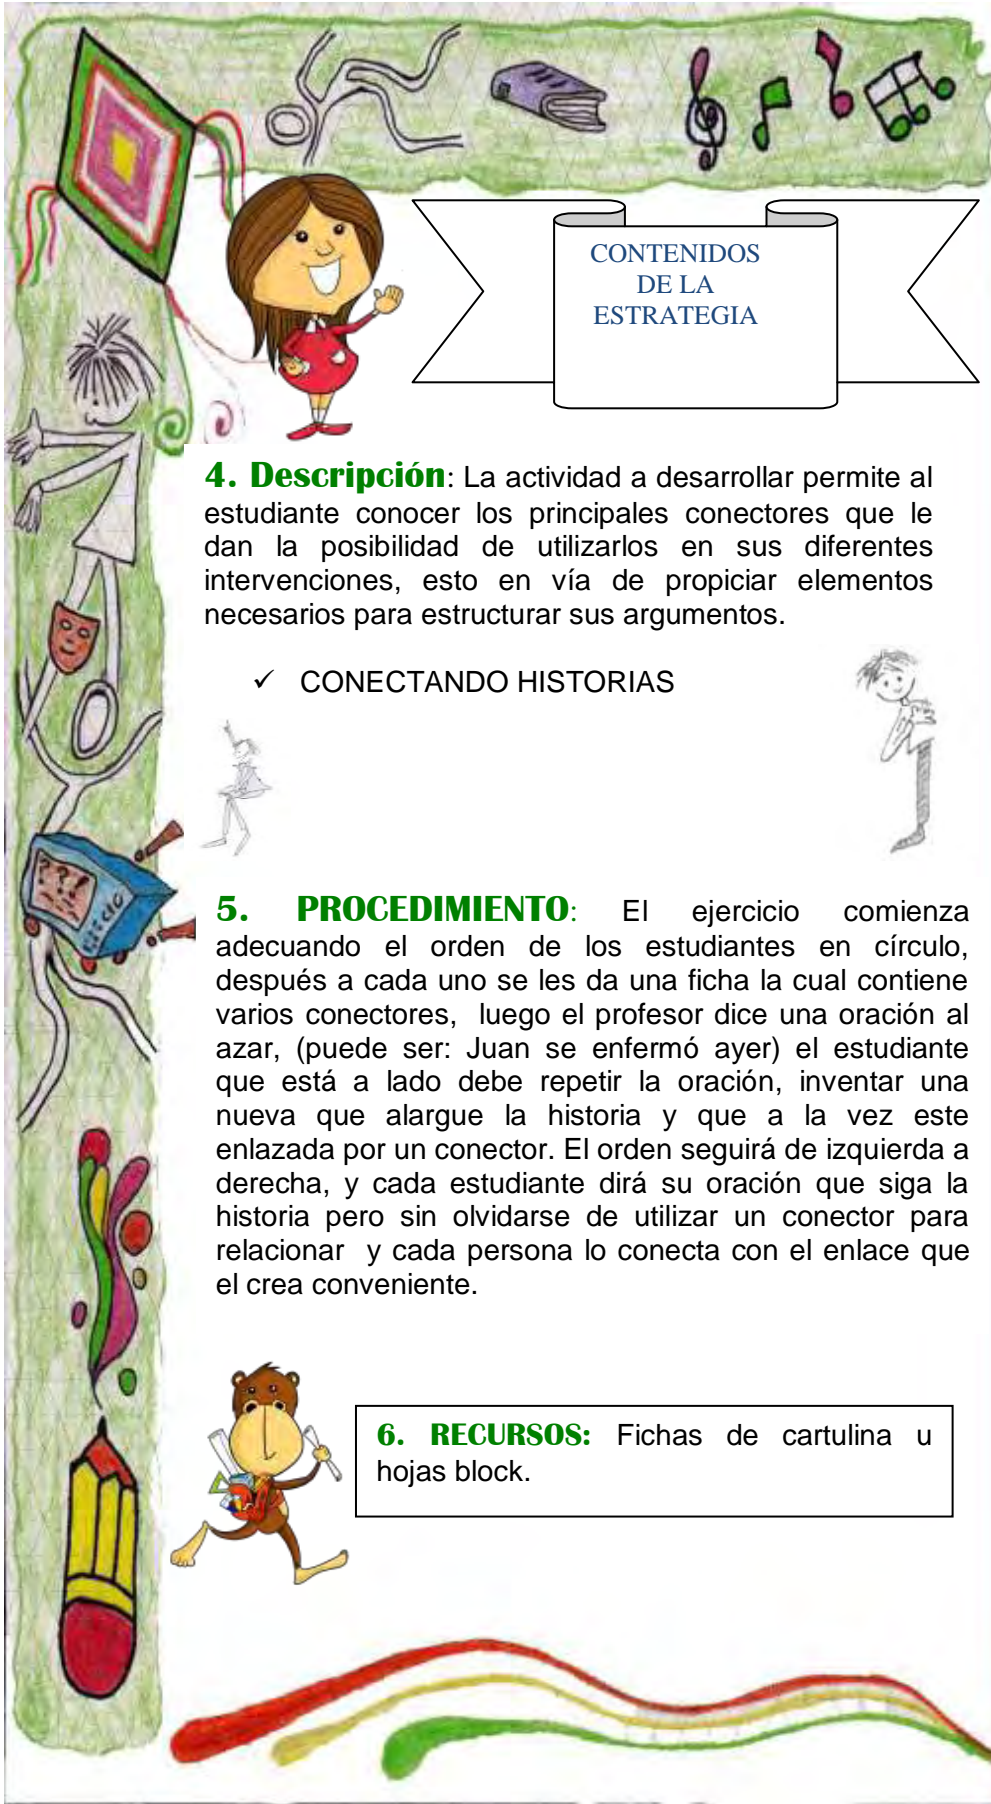 CONTENIDOS
DE LA
ESTRATEGIA
4. Descripción: La actividad a desarrollar permite al
estudiante conocer los principales conectores que le
dan la posibilidad de utilizarlos en sus diferentes
intervenciones, esto en vía de propiciar elementos
necesarios para estructurar sus argumentos.
✓ CONECTANDO HISTORIAS
5. PROCEDIMIENTO: El ejercicio comienza
adecuando el orden de los estudiantes en círculo,
después a cada uno se les da una ficha la cual contiene
varios conectores, luego el profesor dice una oración al
azar, (puede ser: Juan se enfermó ayer) el estudiante
que está a lado debe repetir la oración, inventar una
nueva que alargue la historia y que a la vez este
enlazada por un conector. El orden seguirá de izquierda a
derecha, y cada estudiante dirá su oración que siga la
historia pero sin olvidarse de utilizar un conector para
relacionar y cada persona lo conecta con el enlace que
el crea conveniente.
6. RECURSOS: Fichas de cartulina u
hojas block.